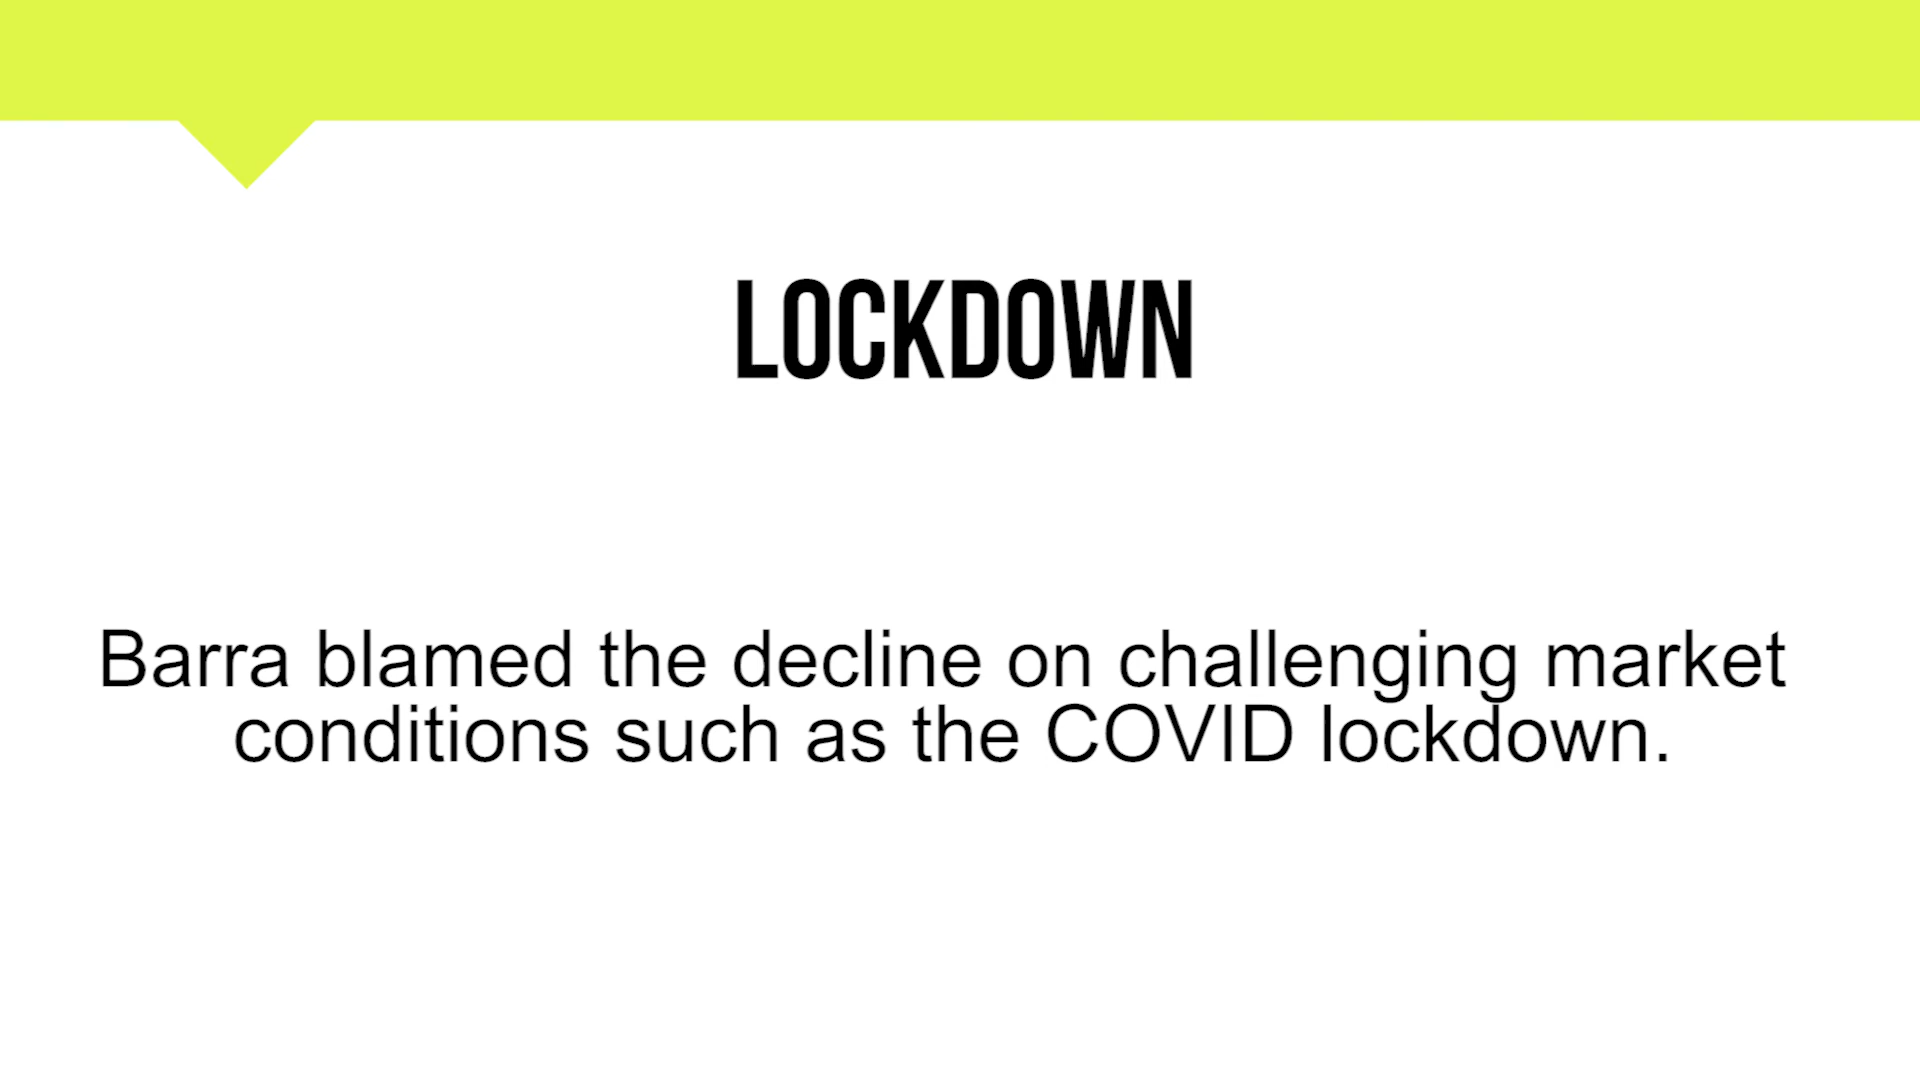 LOCKDOWN
Barra blamed the decline on challenging market
conditions such as the COVID lockdown.